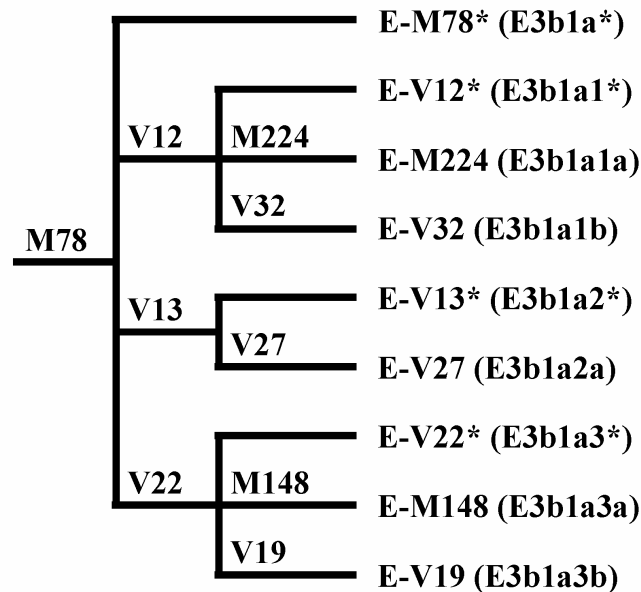 E-M78* (E3b1a*)
E-V12* (E3b1a1*)
V12
M224
E-M224 (E3b1a1a)
V32
E-V32 (E3b1a1b)
M78
E-V13* (E3b1a2*)
V13
V27
E-V27 (E3b1a2a)
E-V22* (E3b1a3*)
V22
M148
E-M148 (E3b1a3a)
V19
E-V19 (E3b1a3b)